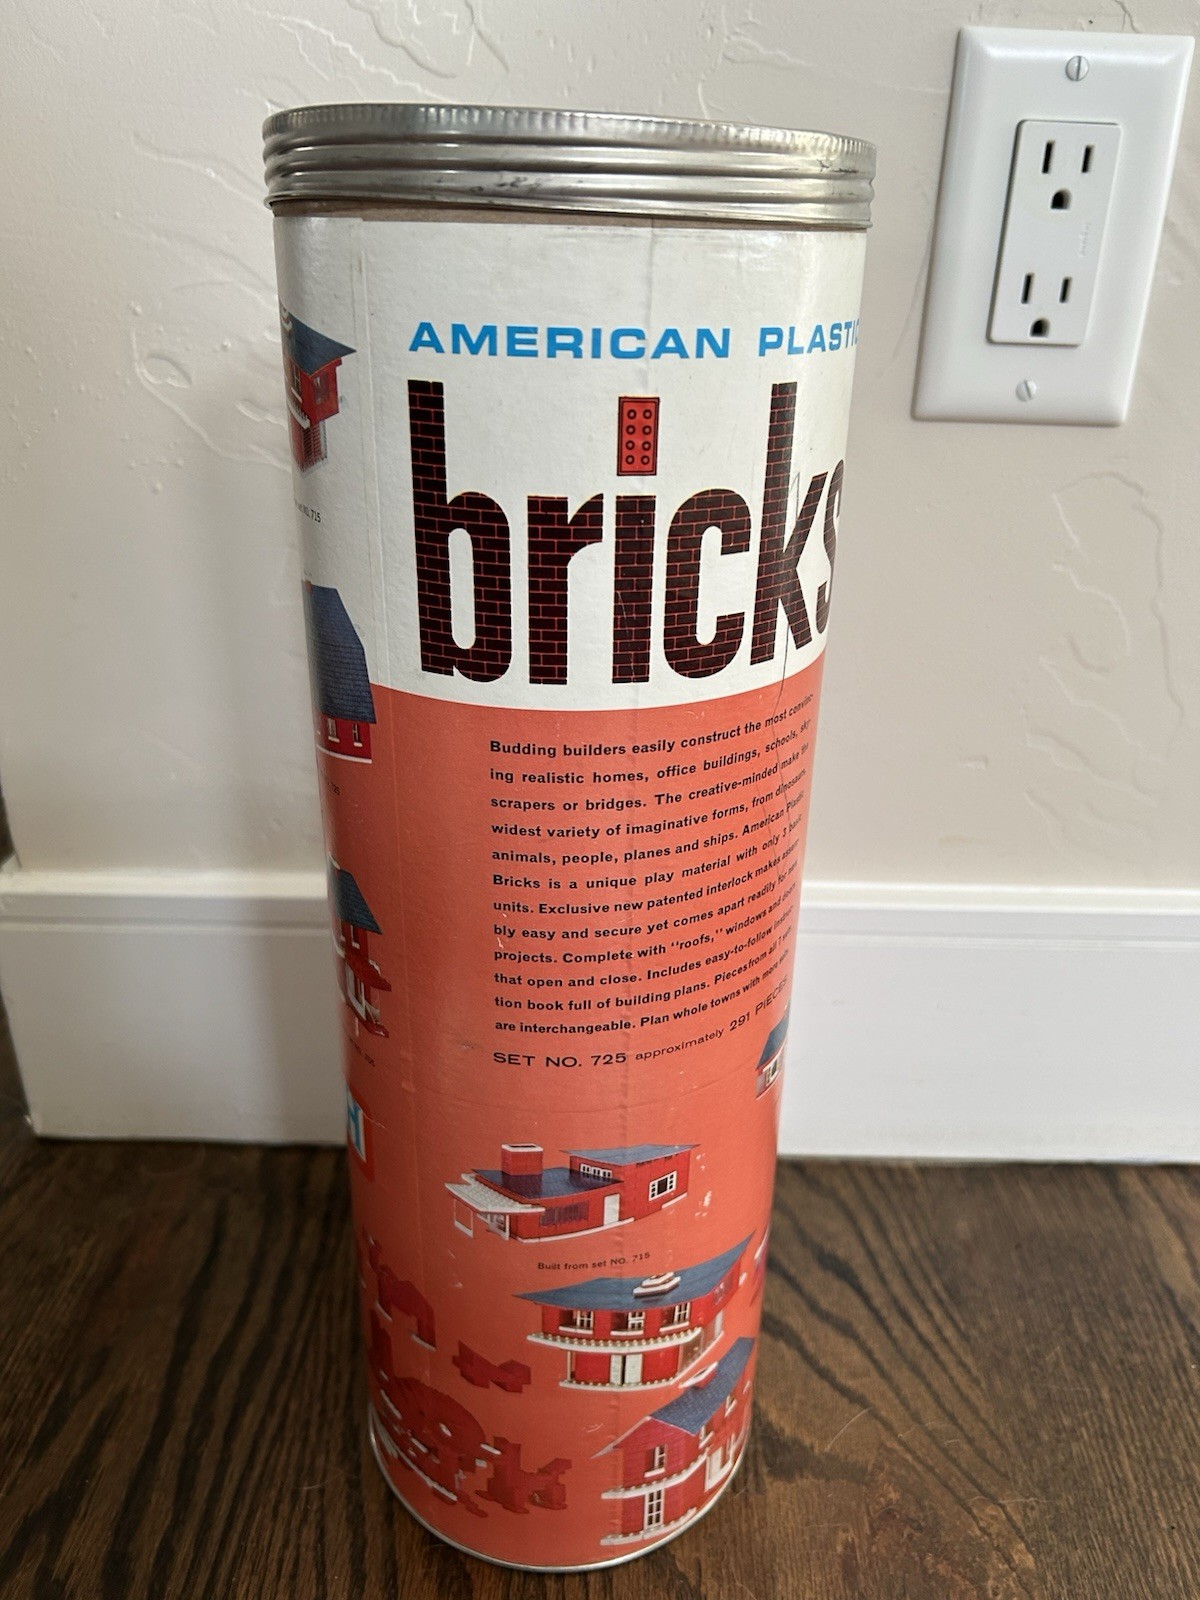 AMERICAN PLASTIC
bricks
Budding builders easily construct the most convinc-
ing realistic homes, office buildings, schools, sky-
scrapers or bridges. The creative-minded make the
widest variety of imaginative forms, from dinosaurs,
animals, people, planes and ships. American Plastic
Bricks is a unique play material with only 3 basic
units. Exclusive new patented interlock makes assem-
bly easy and secure yet comes apart readily for new
projects. Complete with "roofs," windows and doors
that open and close. Includes easy-to-follow instruc-
tion book full of building plans. Pieces from all 7 sets
are interchangeable. Plan whole towns with more sets.
SET NO. 725 approximately 291 PIECES
Built from set NO. 715
NO. 715